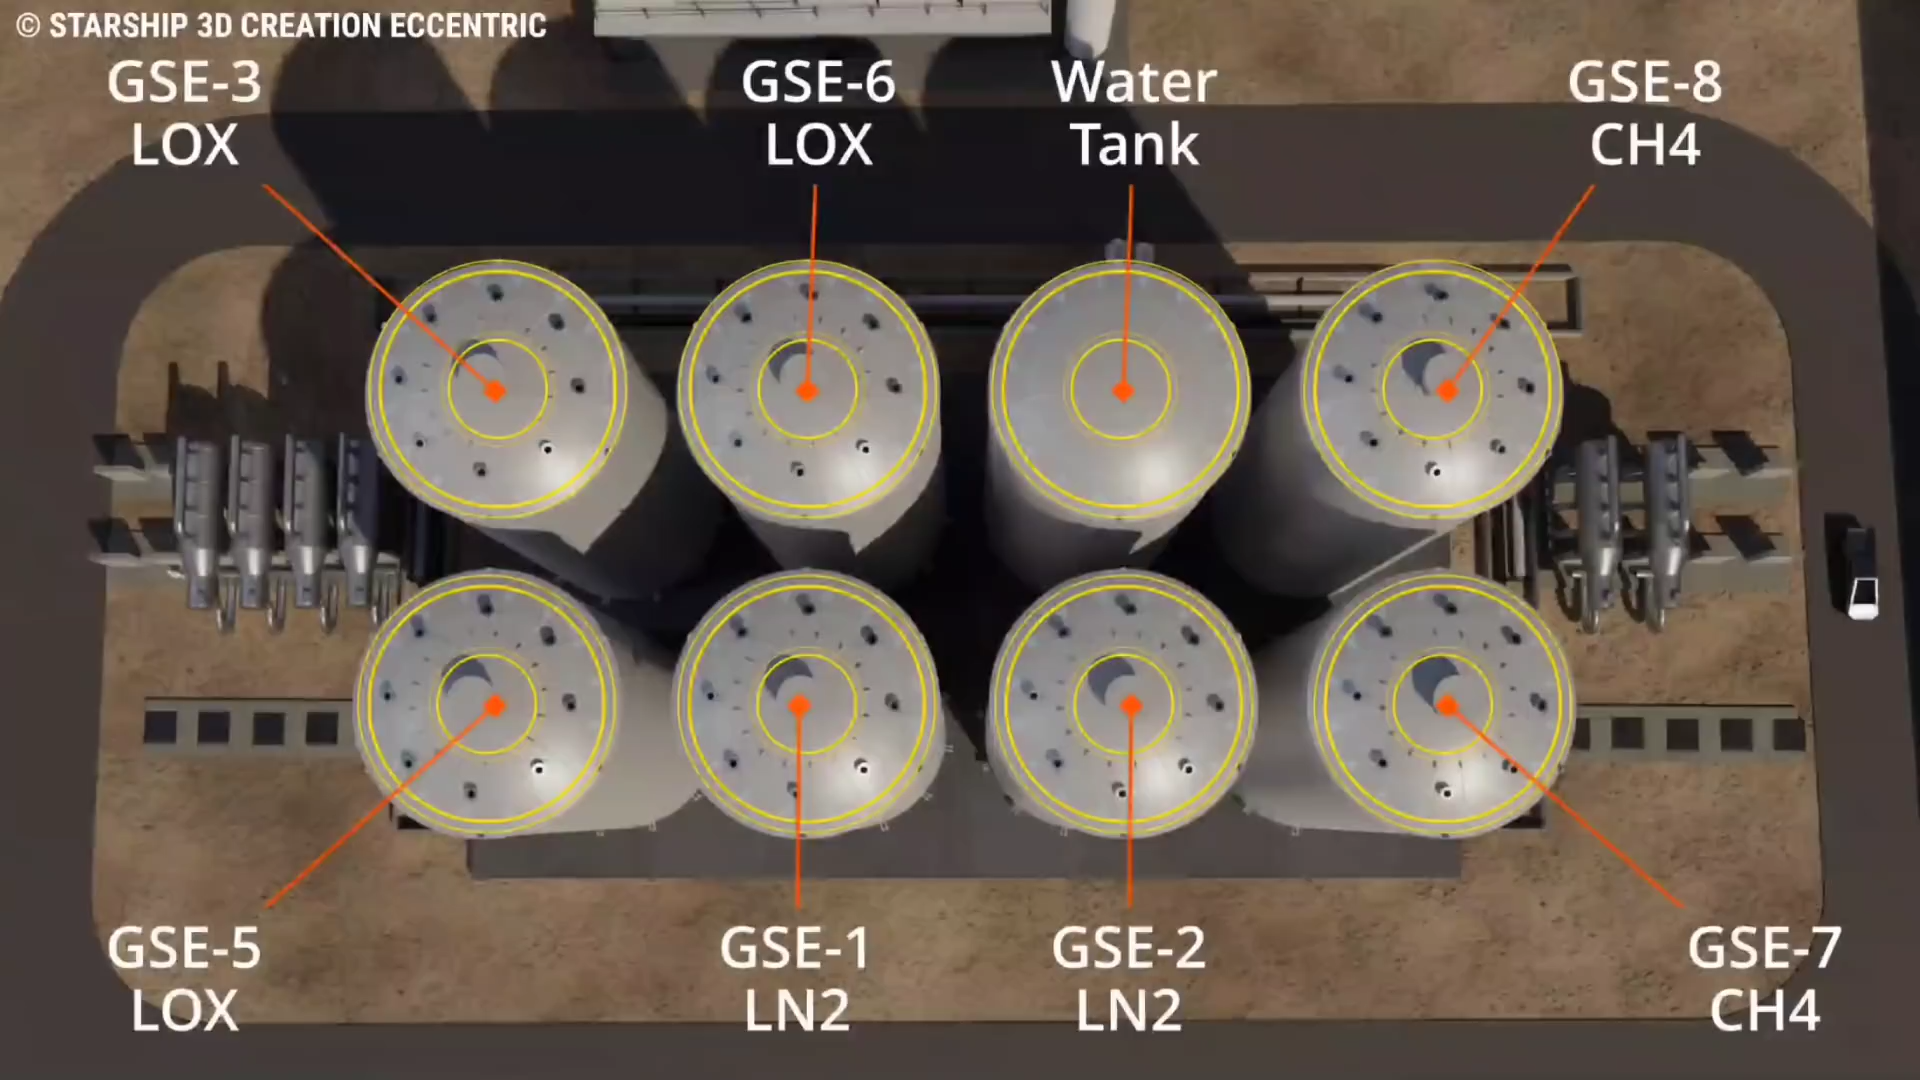 © STARSHIP 3D CREATION ECCENTRIC
GSE-3
LOX
GSE-6
LOX
Water
Tank
GSE-8
CH4
GSE-5
LOX
GSE-1
LN2
GSE-2
LN2
GSE-7
CH4